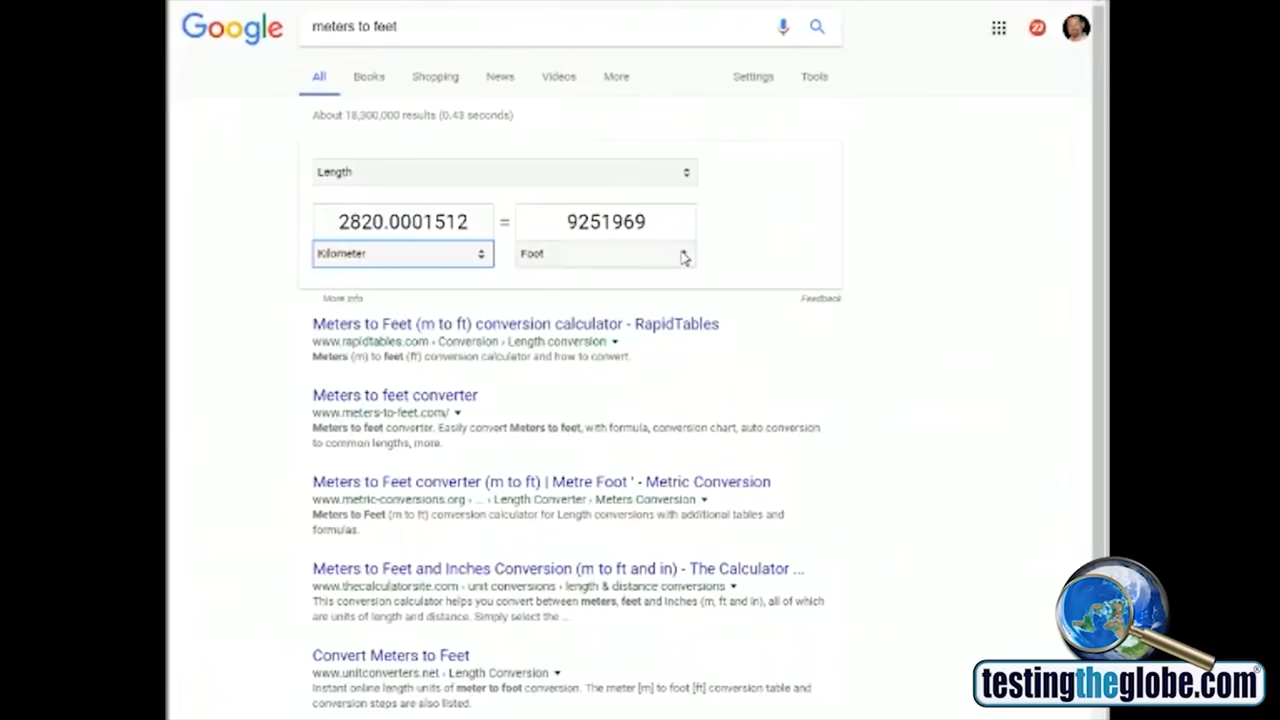 Google
meters to feet
22
All Books Shopping News Videos More Settings Tools
About 18,300,000 results (0.43 seconds)
Length
2820.0001512 = 9251969
Kilometer Foot
More info Feedback
Meters to Feet (m to ft) conversion calculator - RapidTables
www.rapidtables.com › Conversion › Length conversion
Meters (m) to feet (ft) conversion calculator and how to convert.
Meters to feet converter
www.meters-to-feet.com/
Meters to feet converter. Easily convert Meters to feet, with formula, conversion chart, auto conversion
to common lengths, more.
Meters to Feet converter (m to ft) | Metre Foot ' - Metric Conversion
www.metric-conversions.org › ... › Length Converter › Meters Conversion
Meters to Feet (m to ft) conversion calculator for Length conversions with additional tables and
formulas.
Meters to Feet and Inches Conversion (m to ft and in) - The Calculator ...
www.thecalculatorsite.com › unit conversions › length & distance conversions
This conversion calculator helps you convert between meters, feet and inches (m, ft and in), all of which
are units of length and distance. Simply select the ...
Convert Meters to Feet
www.unitconverters.net › Length Conversion
Instant online length units of meter to foot conversion. The meter [m] to foot [ft] conversion table and
conversion steps are also listed.
testingtheglobe.com